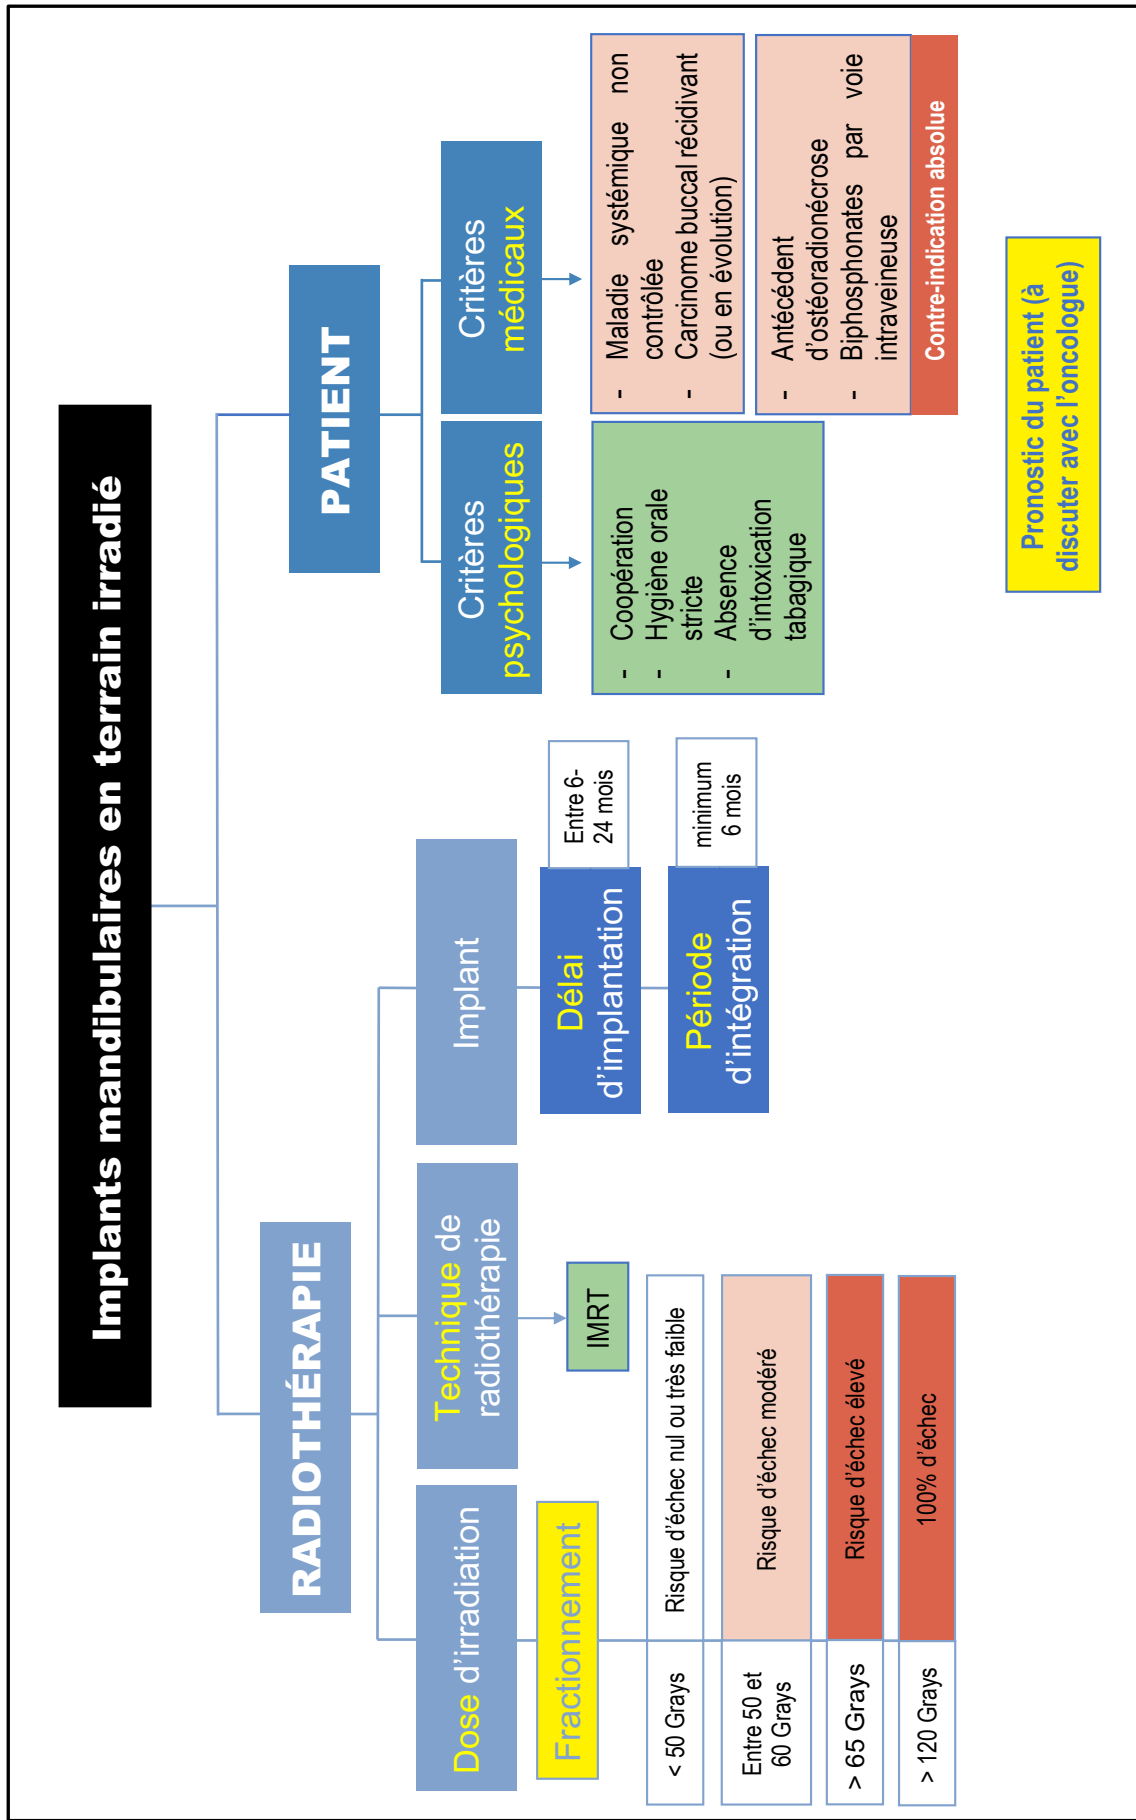 Implants mandibulaires en terrain irradié
RADIOTHÉRAPIE
Dose d'irradiation
Fractionnement
< 50 Grays
Risque d'échec nul ou très faible
Entre 50 et
60 Grays
Risque d'échec modéré
> 65 Grays
Risque d'échec élevé
> 120 Grays
100% d'échec
Technique de
radiothérapie
IMRT
Implant
Délai
d'implantation
Entre 6-
24 mois
Période
d'intégration
minimum
6 mois
PATIENT
Critères
psychologiques
- Coopération
- Hygiène orale
stricte
- Absence
d'intoxication
tabagique
Critères
médicaux
- Maladie systémique non
contrôlée
- Carcinome buccal récidivant
(ou en évolution)
- Antécédent
d'ostéoradionécrose
- Biphosphonates par voie
intraveineuse
Contre-indication absolue
Pronostic du patient (à
discuter avec l'oncologue)